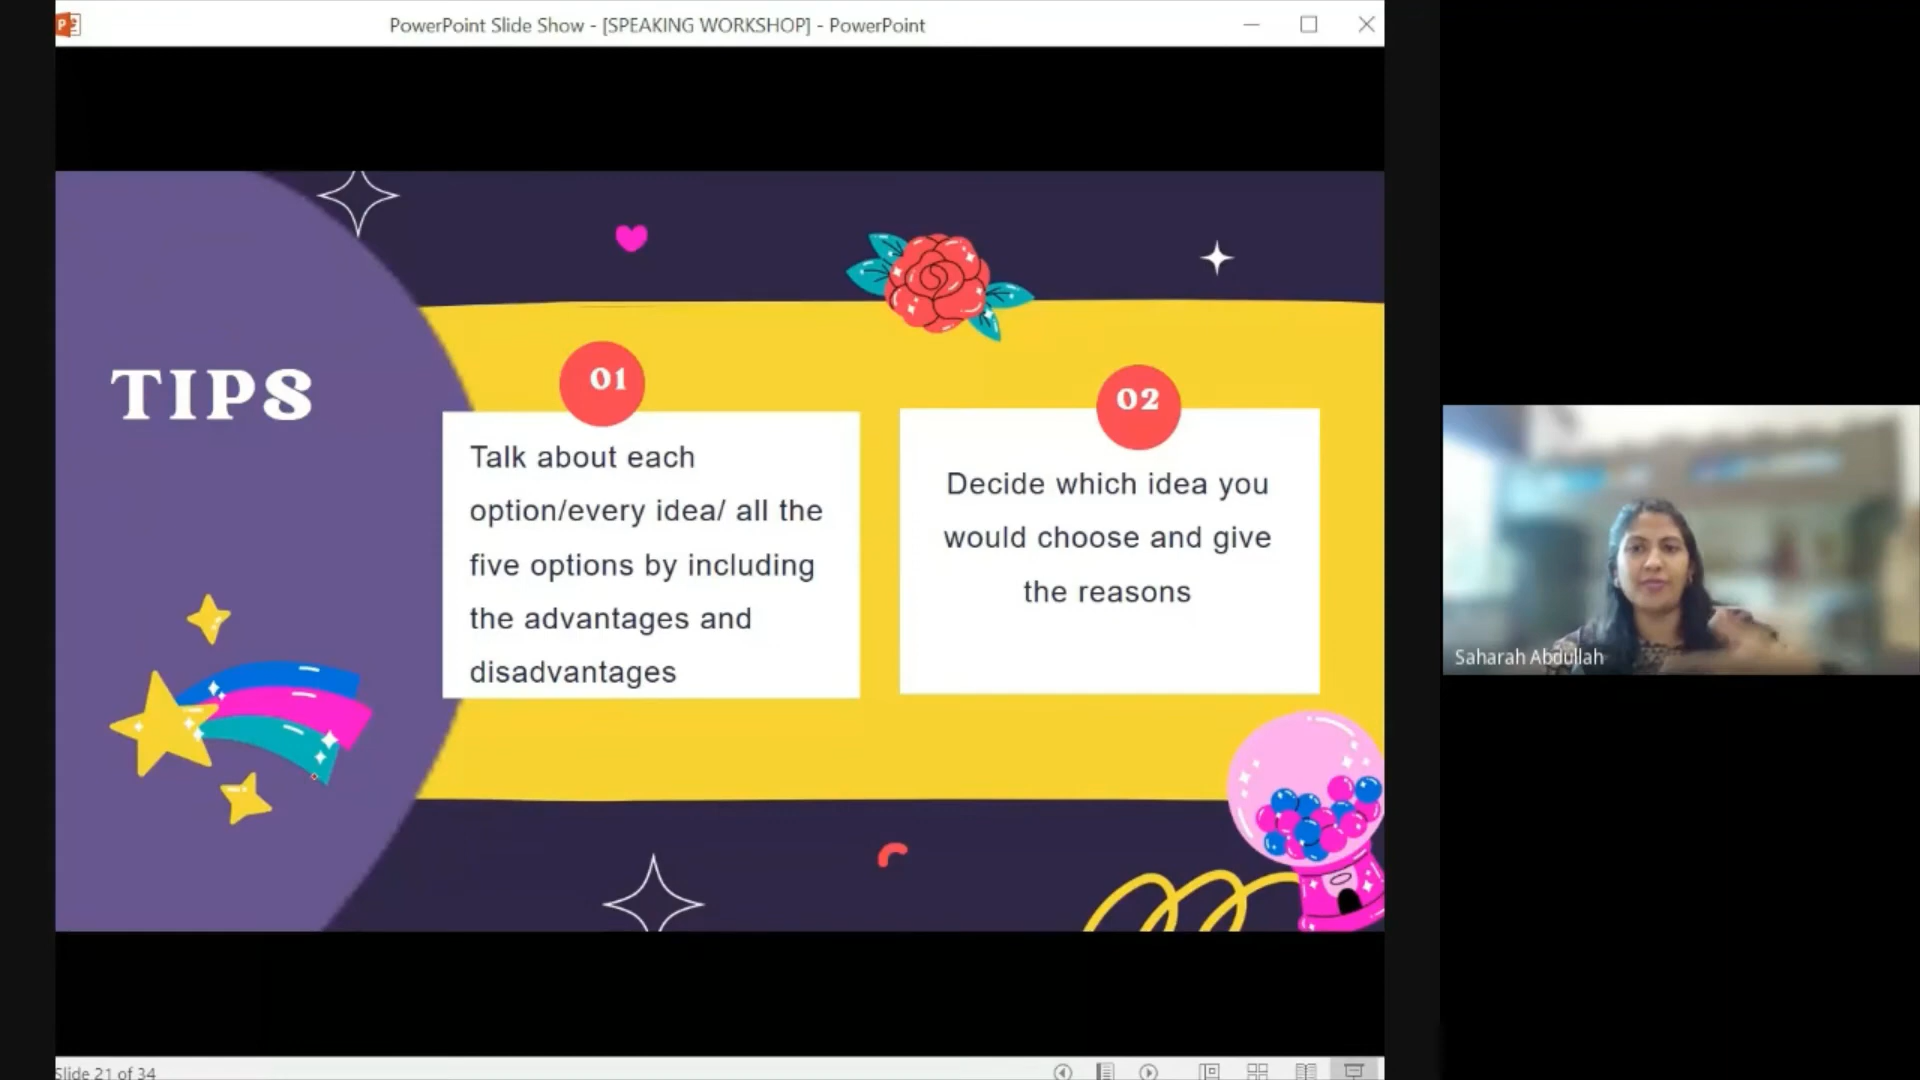 PowerPoint Slide Show - [SPEAKING WORKSHOP] - PowerPoint
TIPS
01
Talk about each
option/every idea/ all the
five options by including
the advantages and
disadvantages
02
Decide which idea you
would choose and give
the reasons
Saharah Abdullah
Slide 21 of 34